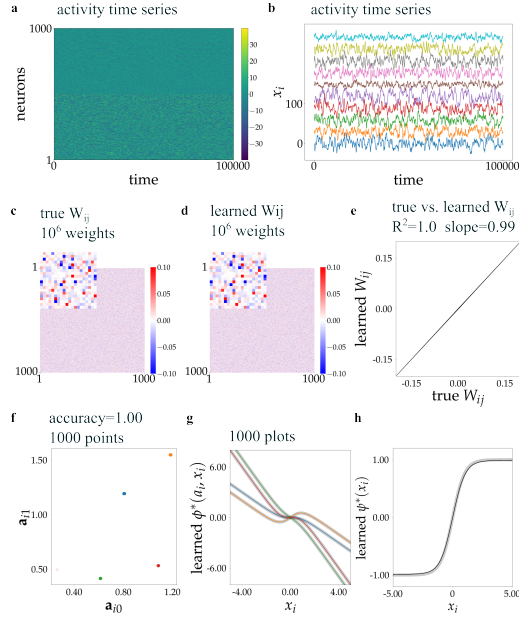 a activity time series
1000
neurons
1
0 100000
time
30
20
10
0
−10
−20
−30
b activity time series
x_i
100
0
0 100000
time
c true W_ij
10^6 weights
1
1000
1 1000
0.10
0.05
0.00
−0.05
−0.10
d learned Wij
10^6 weights
1
1000
1 1000
0.10
0.05
0.00
−0.05
−0.10
e true vs. learned W_ij
R^2=1.0 slope=0.99
learned W_ij
0.15
0.00
-0.15
-0.15 0.00 0.15
true W_ij
f accuracy=1.00
1000 points
a_i1
1.50
1.00
0.50
0.40 0.80 1.20
a_i0
g 1000 plots
learned ϕ*(a_i, x_i)
6.00
0.00
-6.00
-4.00 0.00 4.00
x_i
h
learned ψ*(x_i)
1.00
0.00
-1.00
-5.00 0.00 5.00
x_i